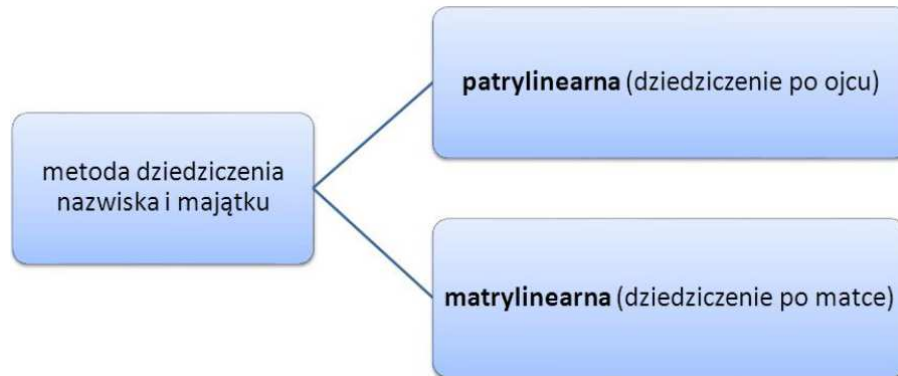 patrylinearna (dziedziczenie po ojcu)
metoda dziedziczenia
nazwiska i majątku
matrylinearna (dziedziczenie po matce)